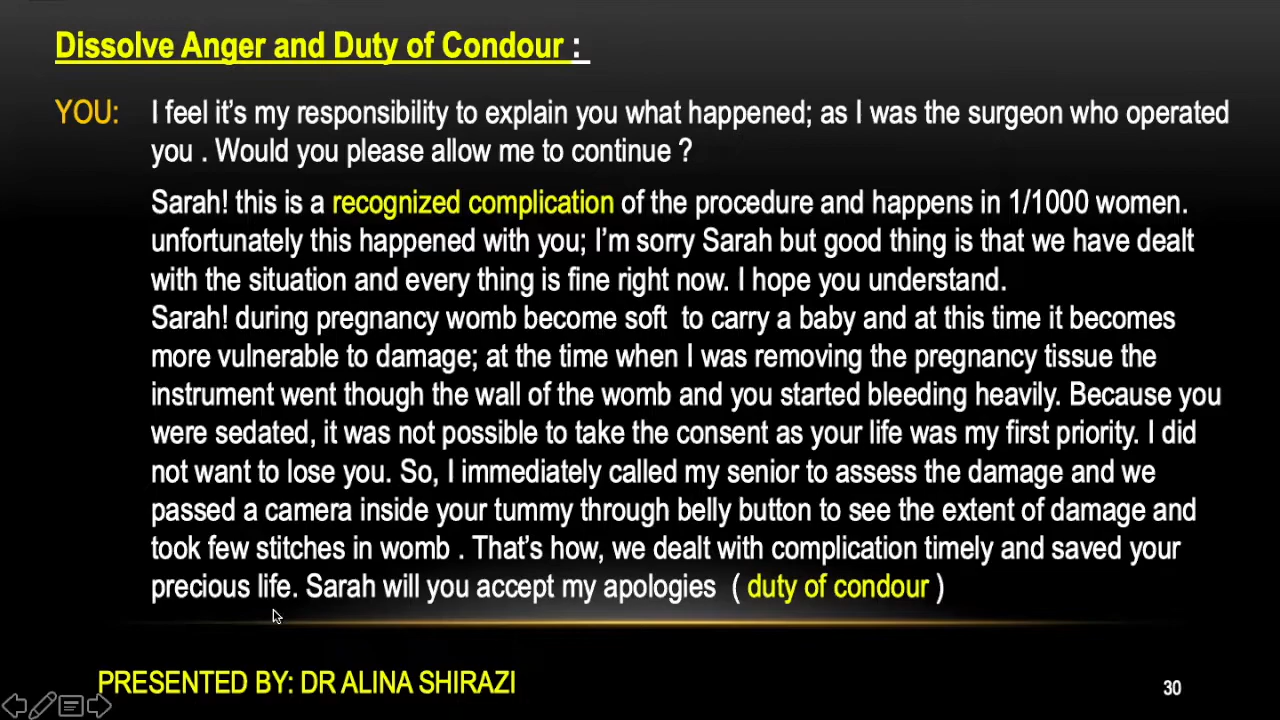 Dissolve Anger and Duty of Condour :
YOU: I feel it's my responsibility to explain you what happened; as I was the surgeon who operated
you . Would you please allow me to continue ?
Sarah! this is a recognized complication of the procedure and happens in 1/1000 women.
unfortunately this happened with you; I'm sorry Sarah but good thing is that we have dealt
with the situation and every thing is fine right now. I hope you understand.
Sarah! during pregnancy womb become soft to carry a baby and at this time it becomes
more vulnerable to damage; at the time when I was removing the pregnancy tissue the
instrument went though the wall of the womb and you started bleeding heavily. Because you
were sedated, it was not possible to take the consent as your life was my first priority. I did
not want to lose you. So, I immediately called my senior to assess the damage and we
passed a camera inside your tummy through belly button to see the extent of damage and
took few stitches in womb . That's how, we dealt with complication timely and saved your
precious life. Sarah will you accept my apologies ( duty of condour )
PRESENTED BY: DR ALINA SHIRAZI
30